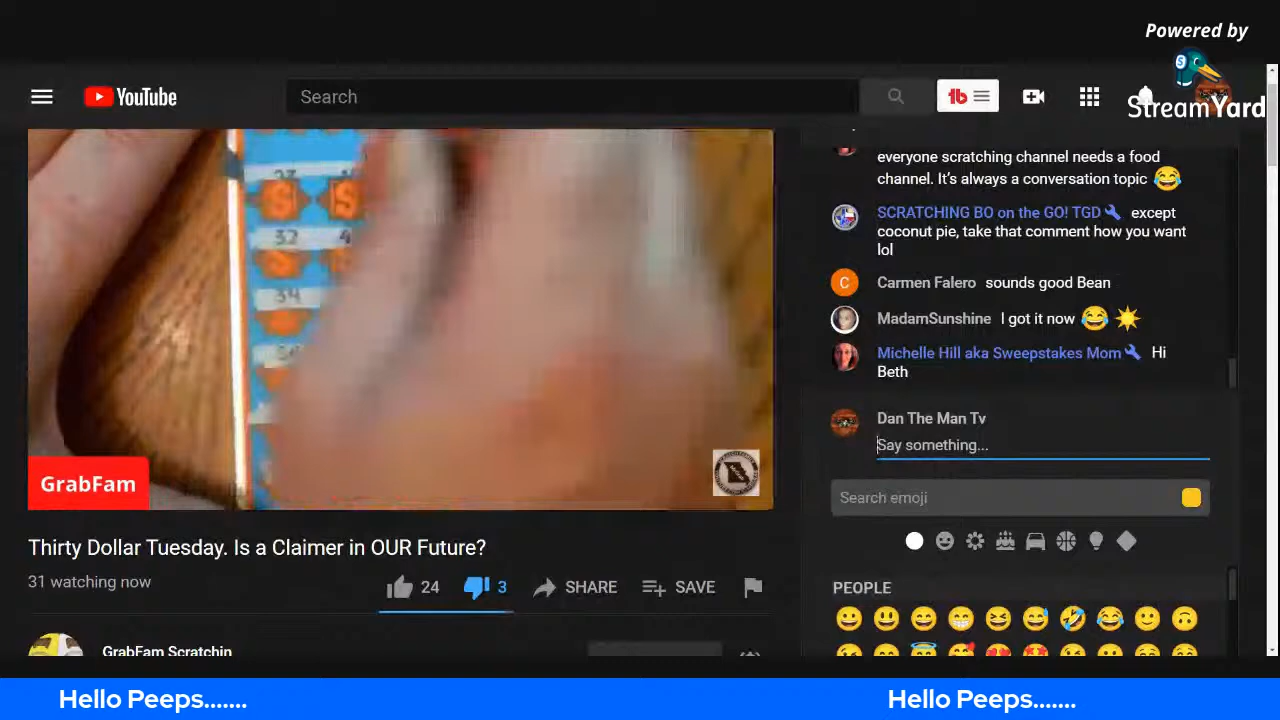 Powered by
StreamYard
YouTube
Search
everyone scratching channel needs a food
channel. It's always a conversation topic
SCRATCHING BO on the GO! TGD except
coconut pie, take that comment how you want
lol
Carmen Falero sounds good Bean
MadamSunshine I got it now
Michelle Hill aka Sweepstakes Mom Hi
Beth
Dan The Man Tv
Say something...
Search emoji
PEOPLE
32
34
GrabFam
Thirty Dollar Tuesday. Is a Claimer in OUR Future?
31 watching now
24
3
SHARE
SAVE
GrabFam Scratchin
Hello Peeps.......
Hello Peeps.......